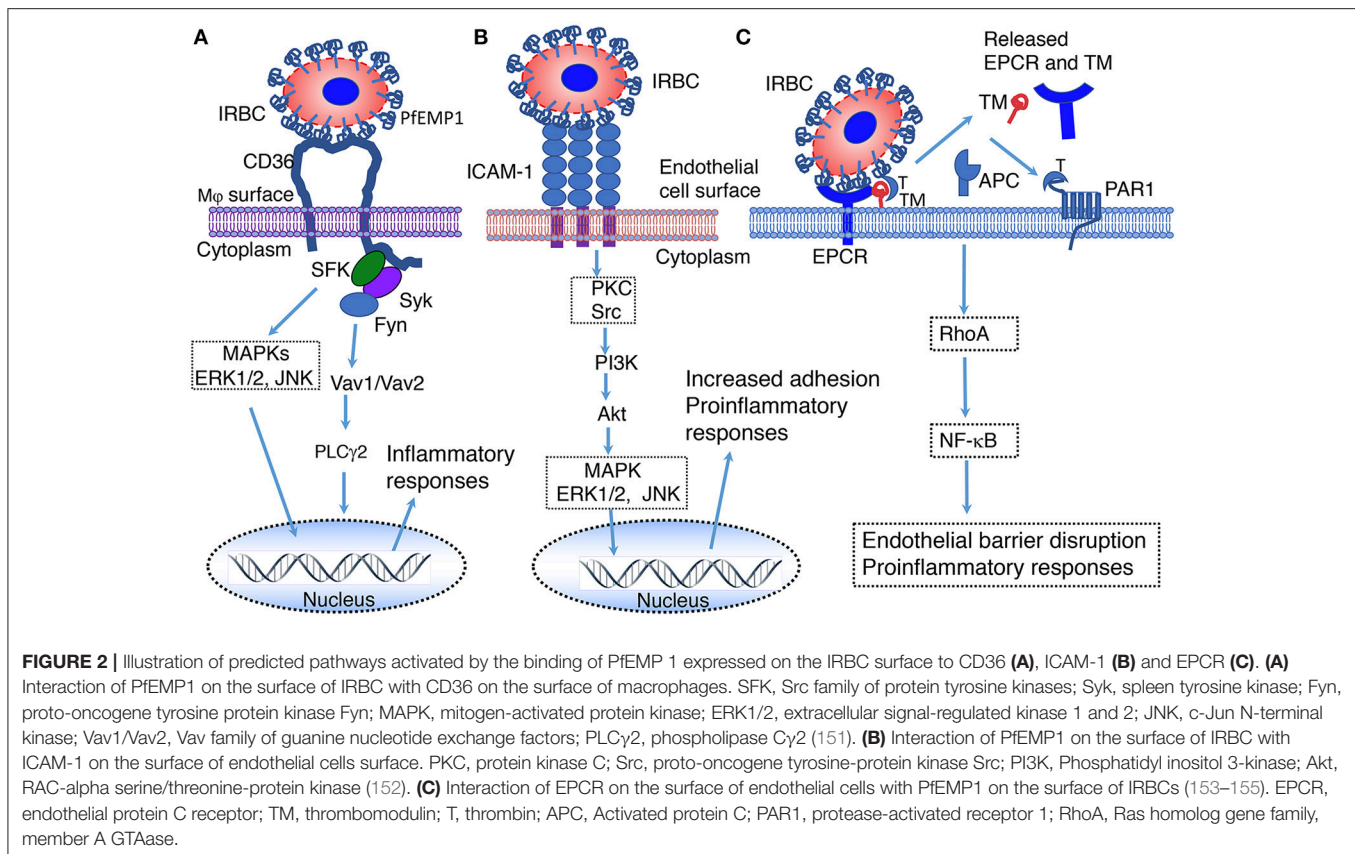 A
IRBC
PfEMP1
CD36
Mφ surface
Cytoplasm
SFK
Syk
Fyn
MAPKs
ERK1/2, JNK
Vav1/Vav2
PLCγ2
Inflammatory
responses
Nucleus
B
IRBC
ICAM-1
Endothelial
cell surface
Cytoplasm
PKC
Src
PI3K
Akt
MAPK
ERK1/2, JNK
Increased adhesion
Proinflammatory
responses
Nucleus
C
IRBC
Released
EPCR and TM
TM
T
TM
APC
T
PAR1
EPCR
RhoA
NF-κB
Endothelial barrier disruption
Proinflammatory responses
FIGURE 2 | Illustration of predicted pathways activated by the binding of PfEMP 1 expressed on the IRBC surface to CD36 (A), ICAM-1 (B) and EPCR (C). (A)
Interaction of PfEMP1 on the surface of IRBC with CD36 on the surface of macrophages. SFK, Src family of protein tyrosine kinases; Syk, spleen tyrosine kinase; Fyn,
proto-oncogene tyrosine protein kinase Fyn; MAPK, mitogen-activated protein kinase; ERK1/2, extracellular signal-regulated kinase 1 and 2; JNK, c-Jun N-terminal
kinase; Vav1/Vav2, Vav family of guanine nucleotide exchange factors; PLCγ2, phospholipase Cγ2 (151). (B) Interaction of PfEMP1 on the surface of IRBC with
ICAM-1 on the surface of endothelial cells surface. PKC, protein kinase C; Src, proto-oncogene tyrosine-protein kinase Src; PI3K, Phosphatidyl inositol 3-kinase; Akt,
RAC-alpha serine/threonine-protein kinase (152). (C) Interaction of EPCR on the surface of endothelial cells with PfEMP1 on the surface of IRBCs (153–155). EPCR,
endothelial protein C receptor; TM, thrombomodulin; T, thrombin; APC, Activated protein C; PAR1, protease-activated receptor 1; RhoA, Ras homolog gene family,
member A GTAase.